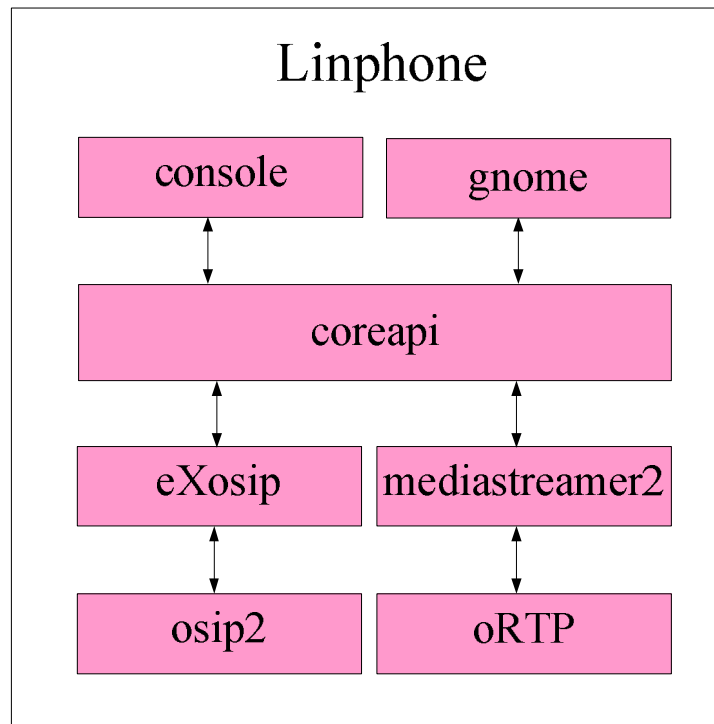 Linphone
console
gnome
coreapi
eXosip
mediastreamer2
osip2
oRTP